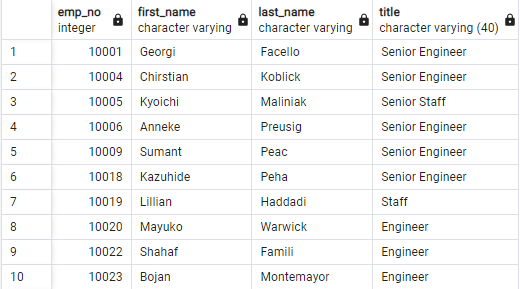 emp_no first_name last_name title
integer character varying character varying character varying (40)
1 10001 Georgi Facello Senior Engineer
2 10004 Chirstian Koblick Senior Engineer
3 10005 Kyoichi Maliniak Senior Staff
4 10006 Anneke Preusig Senior Engineer
5 10009 Sumant Peac Senior Engineer
6 10018 Kazuhide Peha Senior Engineer
7 10019 Lillian Haddadi Staff
8 10020 Mayuko Warwick Engineer
9 10022 Shahaf Famili Engineer
10 10023 Bojan Montemayor Engineer